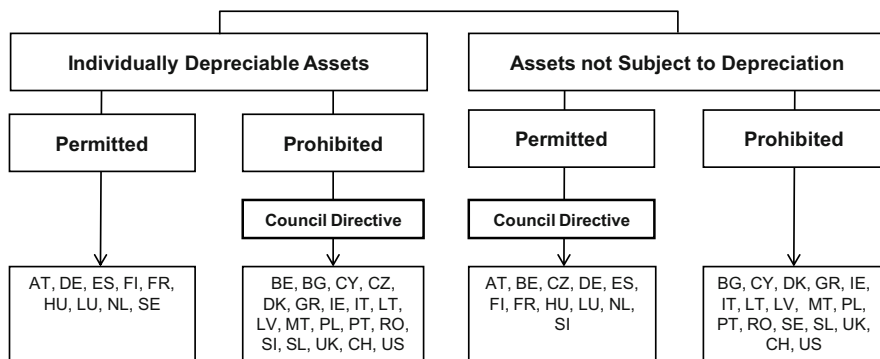 Individually Depreciable Assets
Assets not Subject to Depreciation
Permitted
Prohibited
Permitted
Prohibited
Council Directive
Council Directive
AT, DE, ES, FI, FR,
HU, LU, NL, SE
BE, BG, CY, CZ,
DK, GR, IE, IT, LT,
LV, MT, PL, PT, RO,
SI, SL, UK, CH, US
AT, BE, CZ, DE, ES,
FI, FR, HU, LU, NL,
SI
BG, CY, DK, GR, IE,
IT, LT, LV, MT, PL,
PT, RO, SE, SL, UK,
CH, US